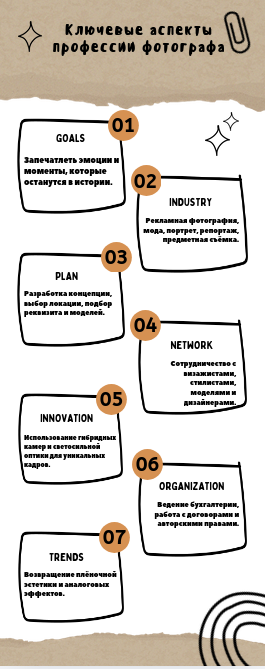 Ключевые аспекты
профессии фотографа
01
GOALS
Запечатлеть эмоции и
моменты, которые
останутся в истории.
02
INDUSTRY
Рекламная фотография,
мода, портрет, репортаж,
предметная съёмка.
03
PLAN
Разработка концепции,
выбор локации, подбор
реквизита и моделей.
04
NETWORK
Сотрудничество с
визажистами,
стилистами,
моделями и
дизайнерами.
05
INNOVATION
Использование гибридных
камер и светосильной
оптики для уникальных
кадров.
06
ORGANIZATION
Ведение бухгалтерии,
работа с договорами и
авторскими правами.
07
TRENDS
Возвращение плёночной
эстетики и аналоговых
эффектов.